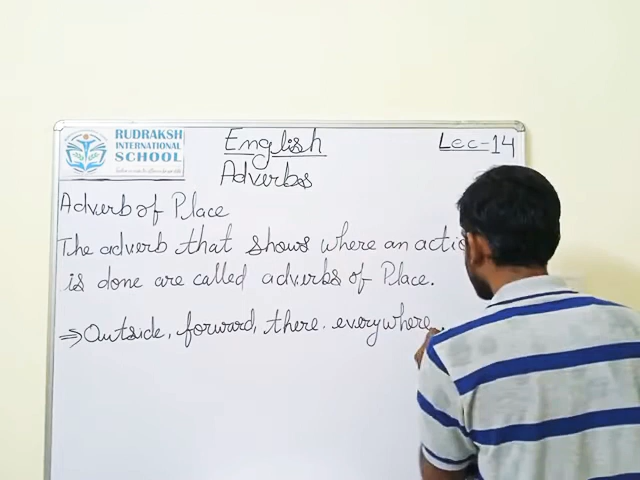 RUDRAKSH
INTERNATIONAL
SCHOOL
English
Lec-14
Adverbs
Adverb of Place
The adverb that shows where an actio
is done are called adverbs of Place.
⇒ Outside, forward, there. everywhere.